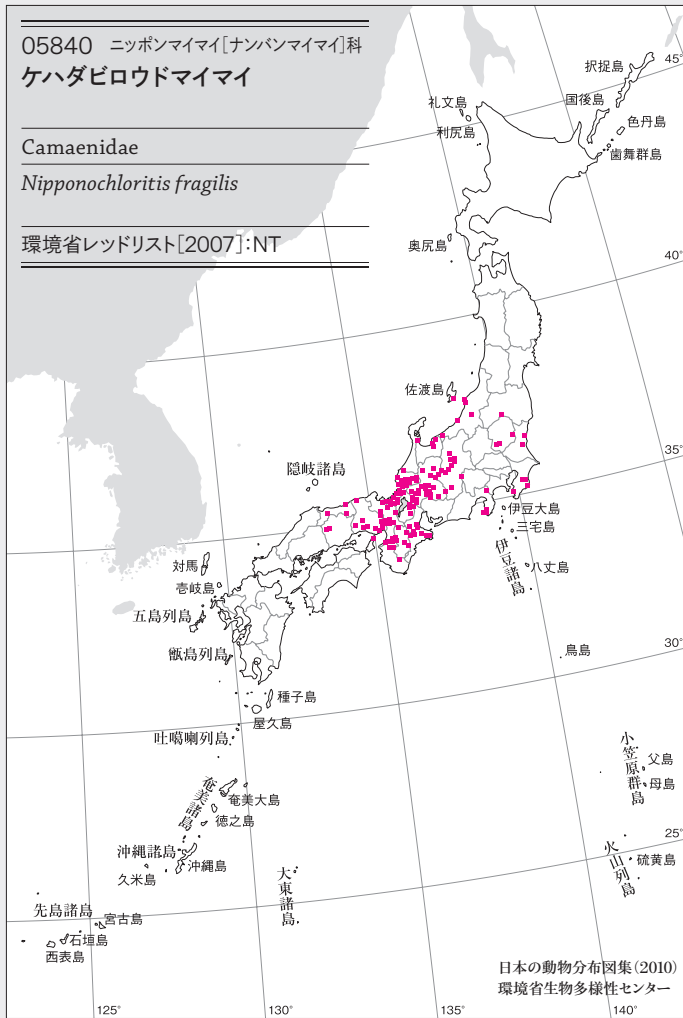 05840 ニッポンマイマイ[ナンバンマイマイ]科
ケハダビロウドマイマイ
Camaenidae
Nipponochloritis fragilis
環境省レッドリスト[2007]:NT
45°
択捉島
国後島
礼文島
色丹島
利尻島
歯舞群島
奥尻島
40°
佐渡島
35°
隠岐諸島
伊豆大島
三宅島
伊豆諸島
八丈島
対馬
壱岐島
五島列島
甑島列島
鳥島
30°
種子島
屋久島
吐噶喇列島
小笠原群島
父島
母島
奄美諸島
奄美大島
徳之島
25°
沖縄諸島
沖縄島
久米島
火山列島
硫黄島
大東諸島
先島諸島
宮古島
石垣島
西表島
日本の動物分布図集(2010)
環境省生物多様性センター
125°
130°
135°
140°